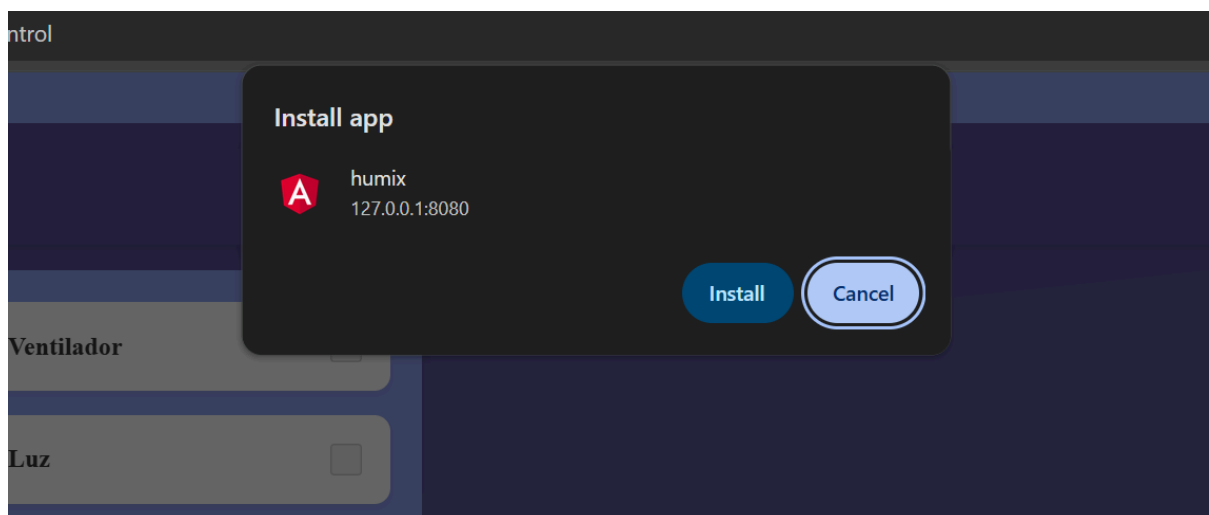 ntrol
Install app
humix
127.0.0.1:8080
Install
Cancel
Ventilador
Luz